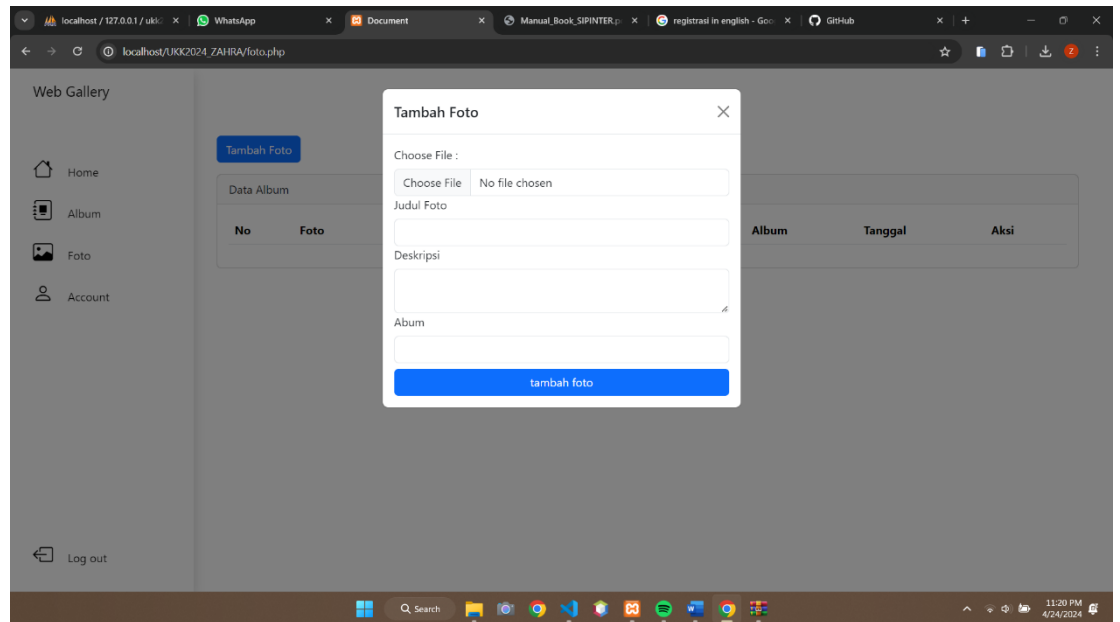 localhost / 127.0.0.1 / ukk2
WhatsApp
Document
Manual_Book_SIPINTER.p
registrasi in english - Goo
GitHub
localhost/UKK2024_ZAHRA/foto.php
Z
Web Gallery
Home
Album
Foto
Account
Log out
Tambah Foto
Data Album
No Foto Album Tanggal Aksi
Tambah Foto
Choose File :
Choose File No file chosen
Judul Foto
Deskripsi
Abum
tambah foto
Search
11:20 PM
4/24/2024